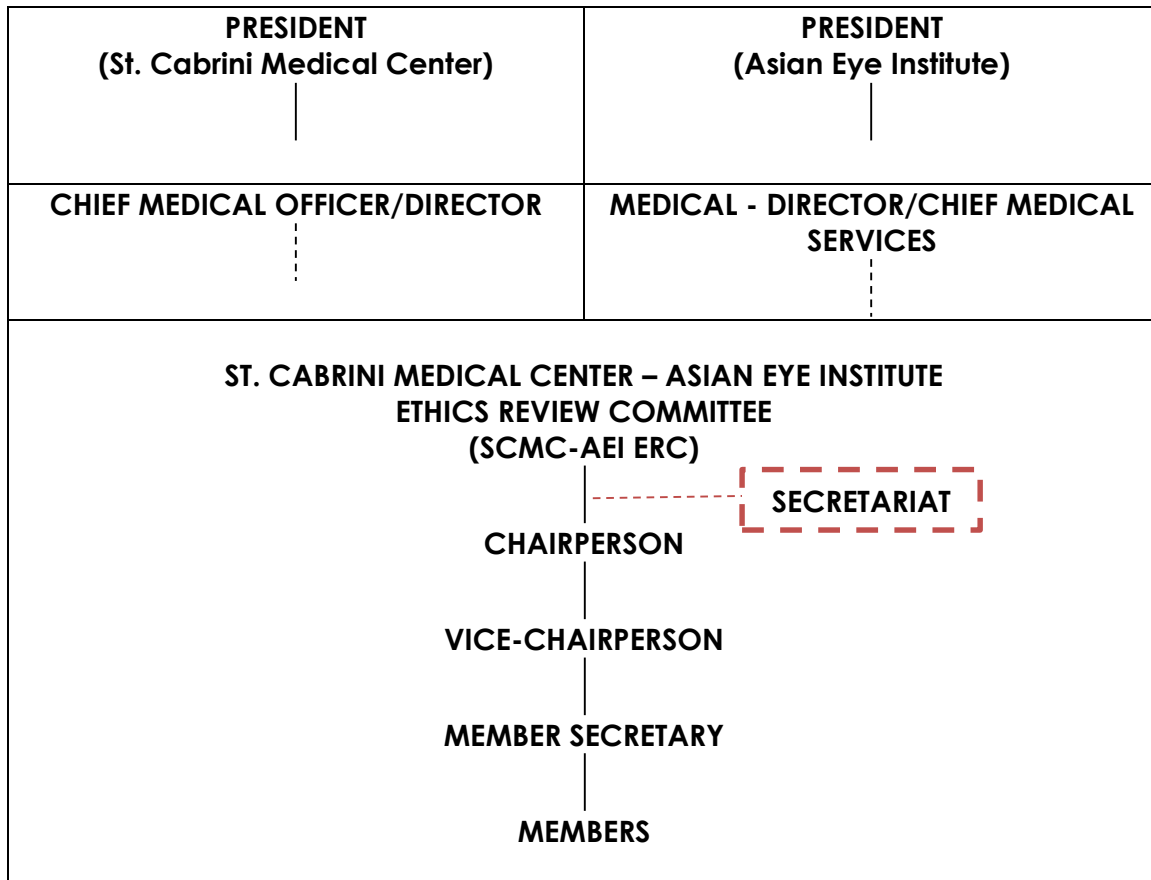 PRESIDENT
(St. Cabrini Medical Center)
PRESIDENT
(Asian Eye Institute)
CHIEF MEDICAL OFFICER/DIRECTOR
MEDICAL - DIRECTOR/CHIEF MEDICAL
SERVICES
ST. CABRINI MEDICAL CENTER – ASIAN EYE INSTITUTE
ETHICS REVIEW COMMITTEE
(SCMC-AEI ERC)
SECRETARIAT
CHAIRPERSON
VICE-CHAIRPERSON
MEMBER SECRETARY
MEMBERS